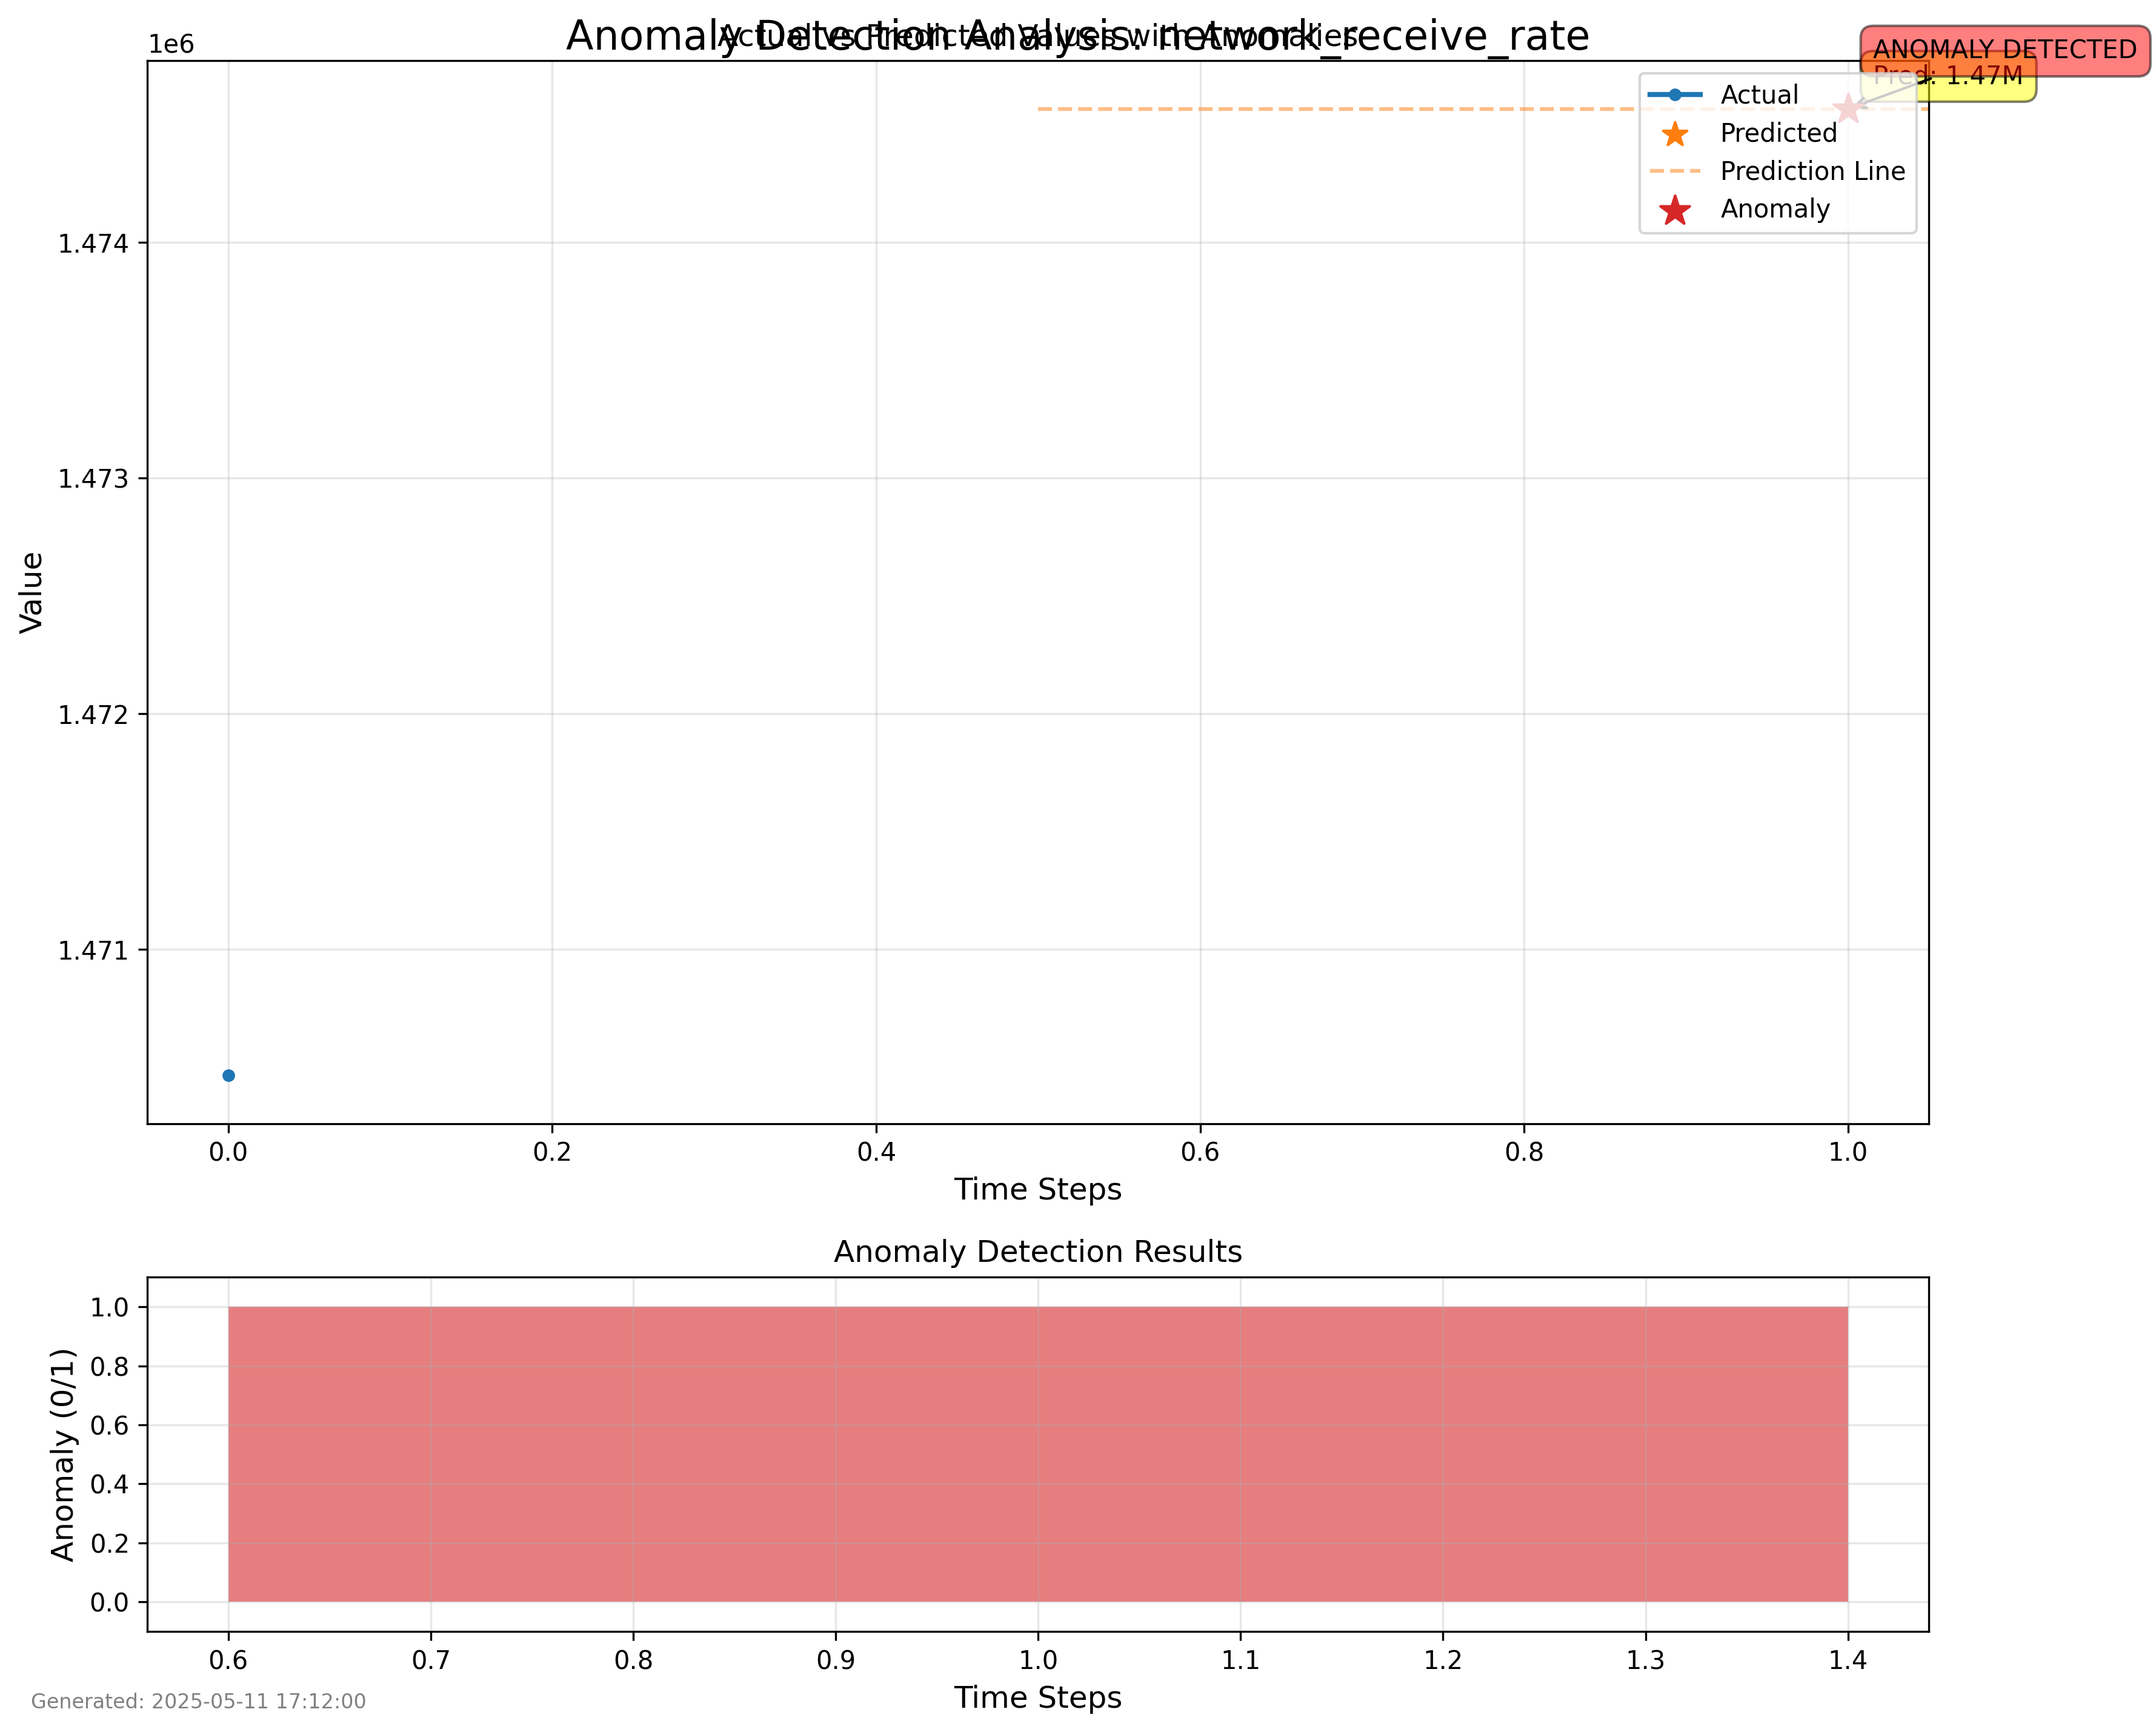 Anomaly Detection Analysis: network_receive_rate
Actual vs Predicted Values with Anomalies
1e6
ANOMALY DETECTED
Pred: 1.47M
Actual
Predicted
Prediction Line
Anomaly
1.474
1.473
1.472
1.471
Value
0.0 0.2 0.4 0.6 0.8 1.0
Time Steps
Anomaly Detection Results
1.0
0.8
0.6
0.4
0.2
0.0
Anomaly (0/1)
0.6 0.7 0.8 0.9 1.0 1.1 1.2 1.3 1.4
Time Steps
Generated: 2025-05-11 17:12:00